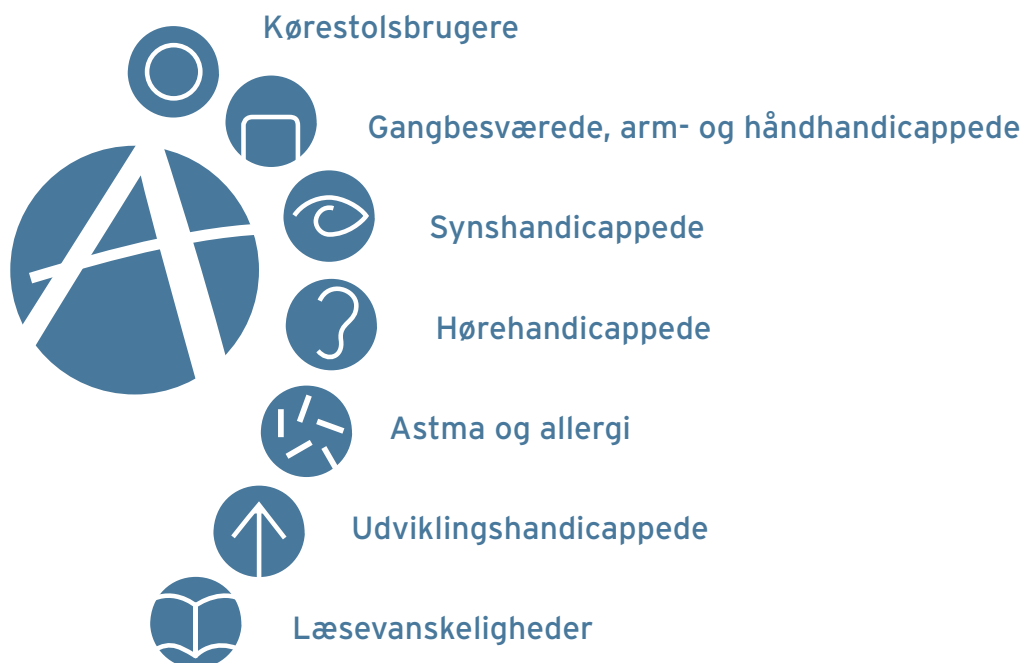 Kørestolsbrugere
Gangbesværede, arm- og håndhandicappede
Synshandicappede
Hørehandicappede
Astma og allergi
Udviklingshandicappede
Læsevanskeligheder